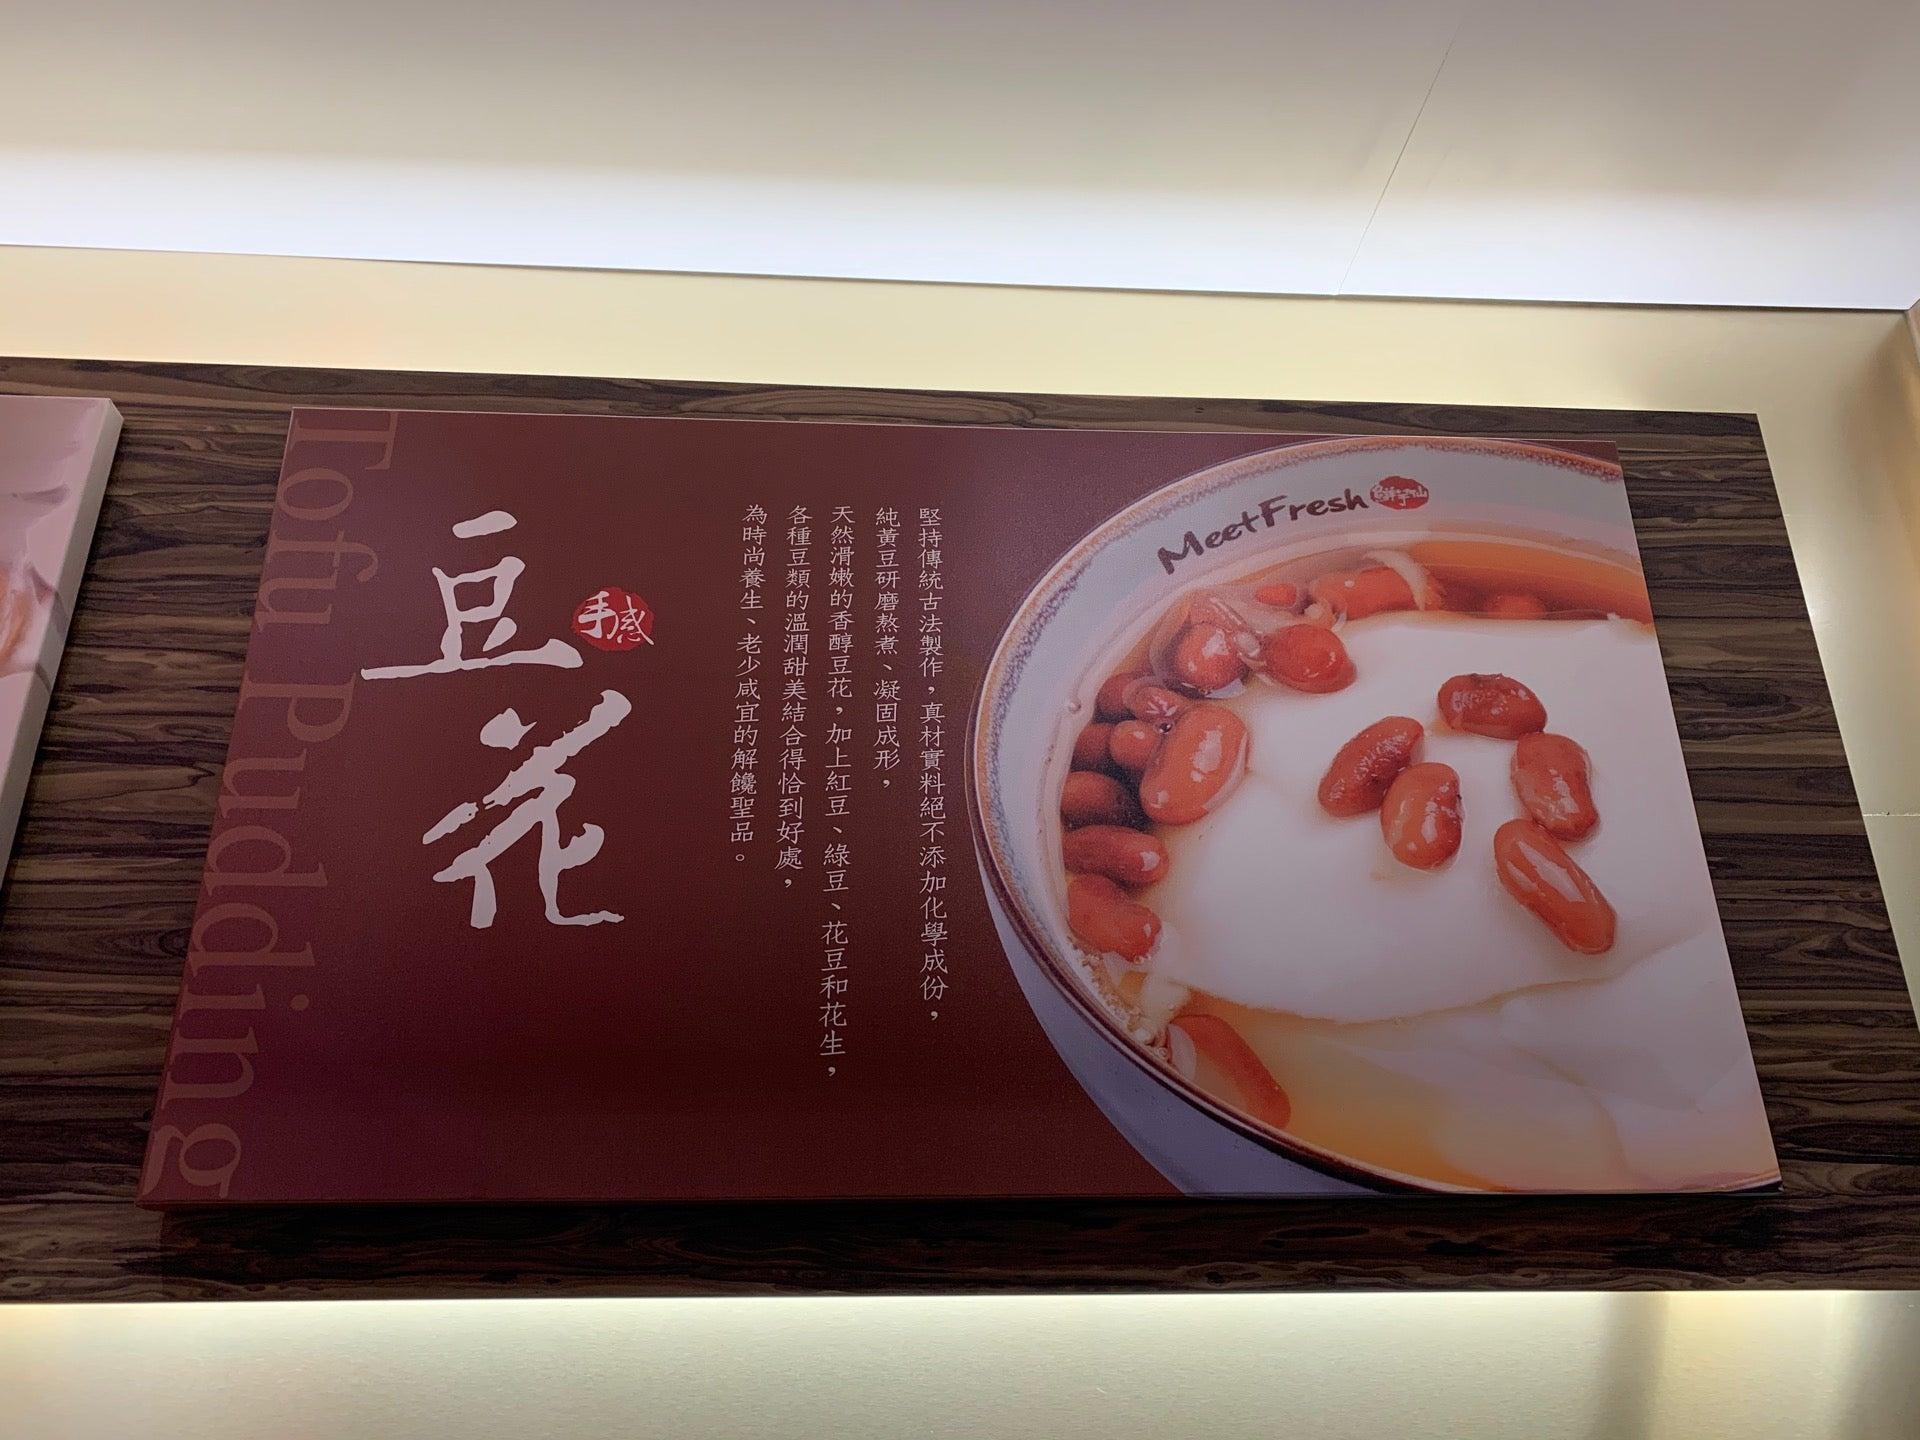 Tofu Pudding
豆花
手感
堅持傳統古法製作，真材實料絕不添加化學成份，
純黃豆研磨熬煮、凝固成形，
天然滑嫩的香醇豆花，加上紅豆、綠豆、花豆和花生，
各種豆類的溫潤甜美結合得恰到好處，
為時尚養生、老少咸宜的解饞聖品。
MeetFresh 鮮芋仙